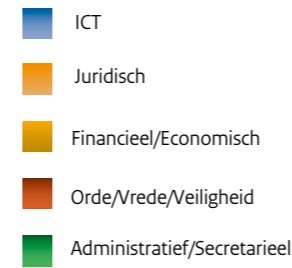 ICT
Juridisch
Financieel/Economisch
Orde/Vrede/Veiligheid
Administratief/Secretarieel